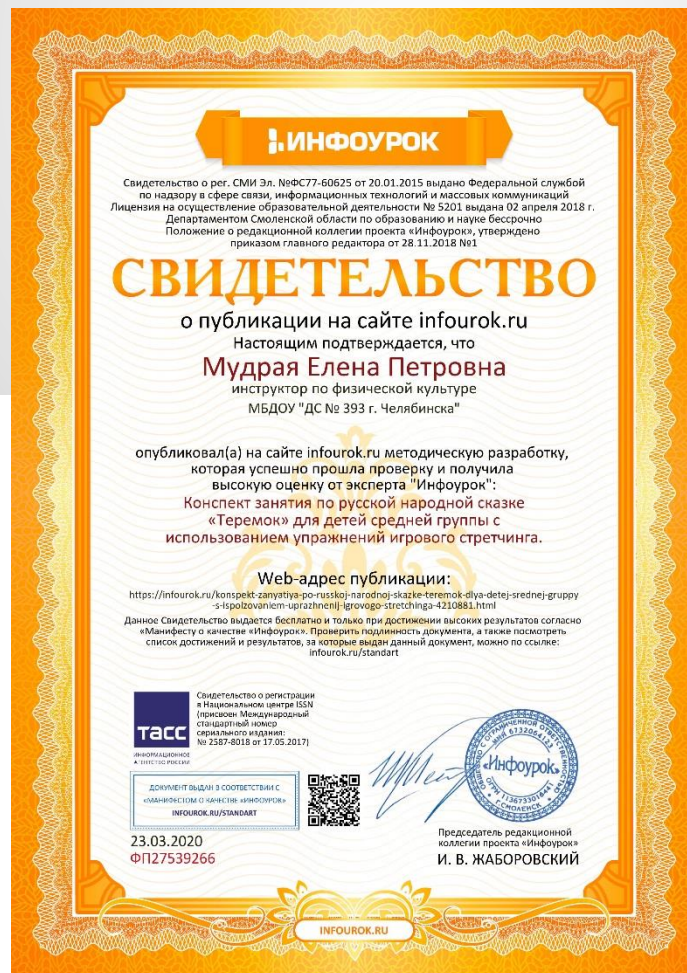 ИНФОУРОК
Свидетельство о рег. СМИ Эл. №ФС77-60625 от 20.01.2015 выдано Федеральной службой
по надзору в сфере связи, информационных технологий и массовых коммуникаций
Лицензия на осуществление образовательной деятельности № 5201 выдана 02 апреля 2018 г.
Департаментом Смоленской области по образованию и науке бессрочно
Положение о редакционной коллегии проекта «Инфоурок», утверждено
приказом главного редактора от 28.11.2018 №1
СВИДЕТЕЛЬСТВО
о публикации на сайте infourok.ru
Настоящим подтверждается, что
Мудрая Елена Петровна
инструктор по физической культуре
МБДОУ "ДС № 393 г. Челябинска"
опубликовал(а) на сайте infourok.ru методическую разработку,
которая успешно прошла проверку и получила
высокую оценку от эксперта "Инфоурок":
Конспект занятия по русской народной сказке
«Теремок» для детей средней группы с
использованием упражнений игрового стретчинга.
Web-адрес публикации:
https://infourok.ru/konspekt-zanyatiya-po-russkoj-narodnoj-skazke-teremok-dlya-detej-srednej-gruppy
-s-ispolzovaniem-uprazhnenij-igrovogo-stretchinga-4210881.html
Данное Свидетельство выдается бесплатно и только при достижении высоких результатов согласно
«Манифесту о качестве «Инфоурок». Проверить подлинность документа, а также посмотреть
список достижений и результатов, за которые выдан данный документ, можно по ссылке:
infourok.ru/standart
Свидетельство о регистрации
в Национальном центре ISSN
(присвоен Международный
стандартный номер
сериального издания:
№ 2587-8018 от 17.05.2017)
ТАСС
ИНФОРМАЦИОННОЕ
АГЕНТСТВО РОССИИ
ДОКУМЕНТ ВЫДАН В СООТВЕТСТВИИ С
«МАНИФЕСТОМ О КАЧЕСТВЕ «ИНФОУРОК»
INFOUROK.RU/STANDART
23.03.2020
ФП27539266
«Инфоурок»
Г.СМОЛЕНСК
Председатель редакционной
коллегии проекта «Инфоурок»
И. В. ЖАБОРОВСКИЙ
INFOUROK.RU